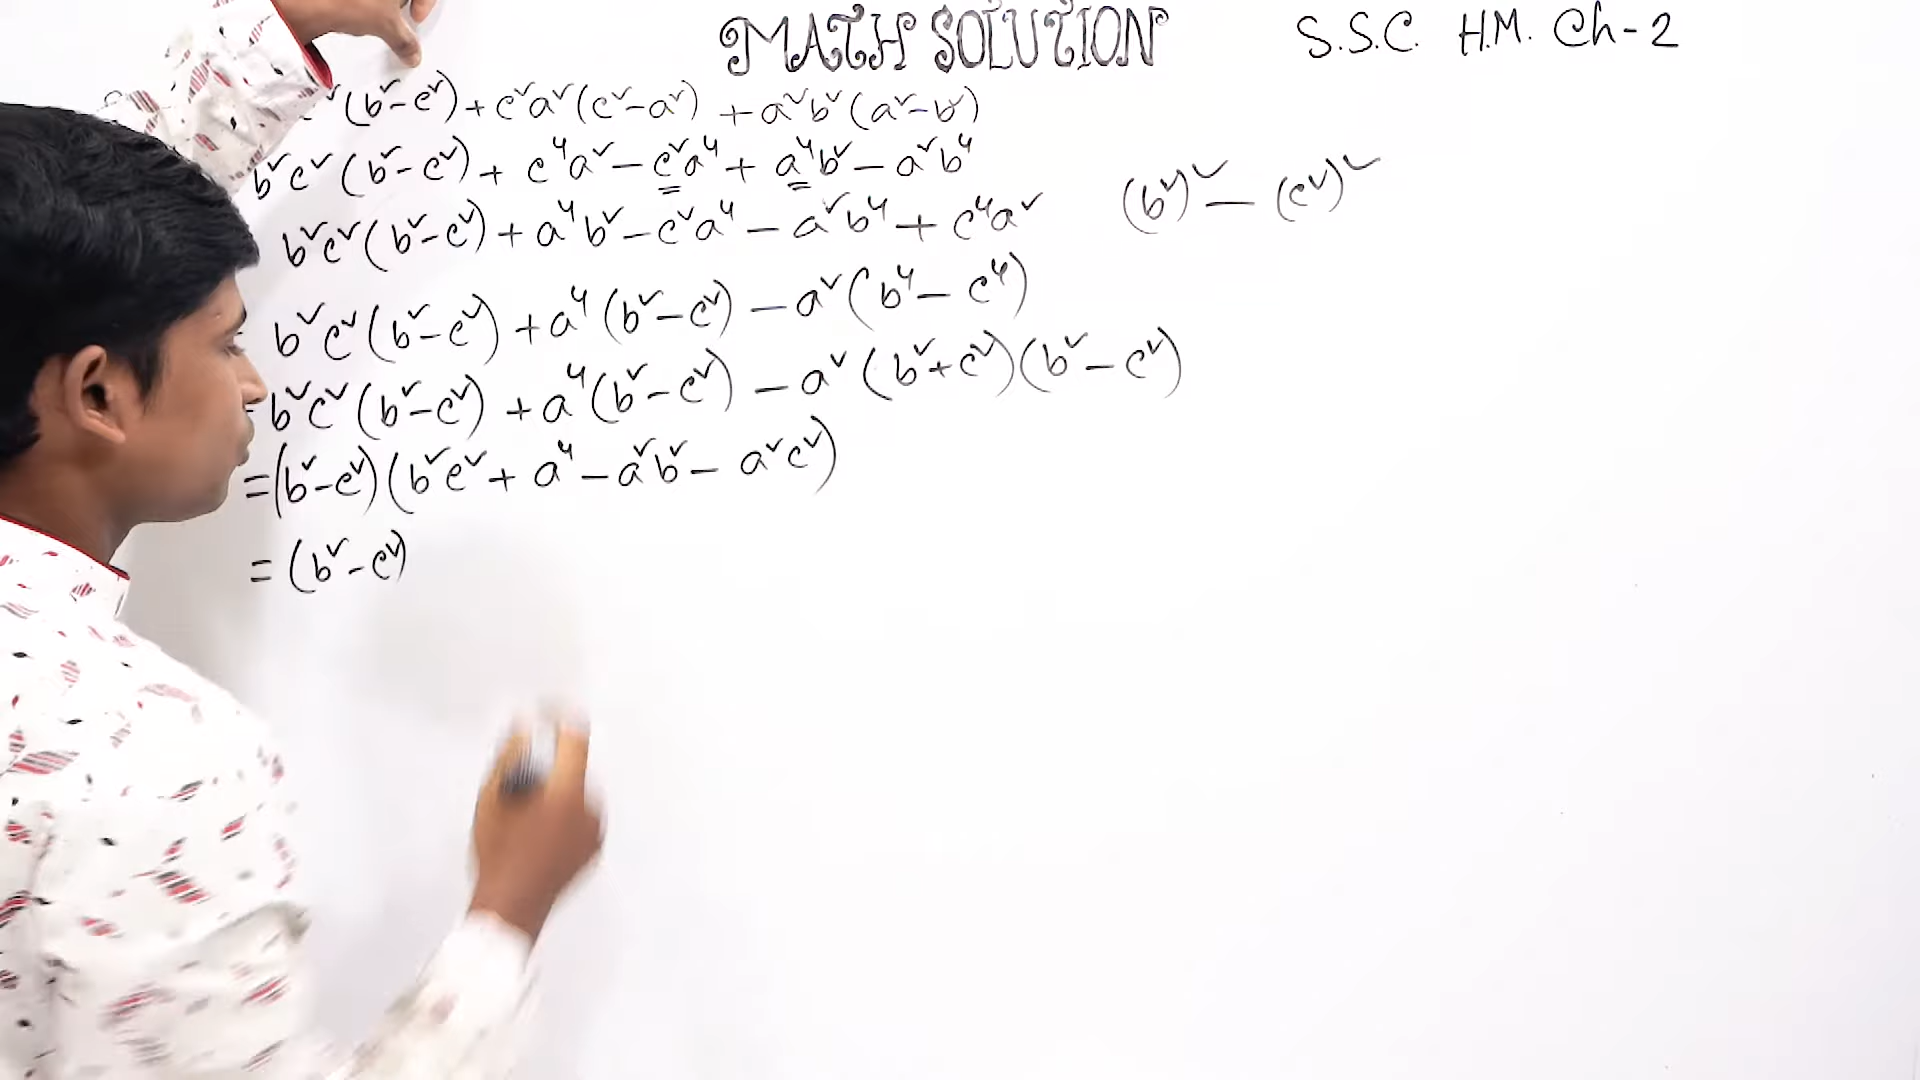 MATH SOLUTION
S.S.C. H.M. Ch-2
²(b²-c²)+c²a²(c²-a²)+a²b²(a²-b²)
b²c²(b²-c²)+c⁴a²-c²a⁴+a⁴b²-a²b⁴
(b²)²-(c²)²
b²c²(b²-c²)+a⁴b²-c²a⁴-a²b⁴+c⁴a²
b²c²(b²-c²)+a⁴(b²-c²)-a²(b⁴-c⁴)
=b²c²(b²-c²)+a⁴(b²-c²)-a²(b²+c²)(b²-c²)
=(b²-c²)(b²c²+a⁴-a²b²-a²c²)
=(b²-c²)